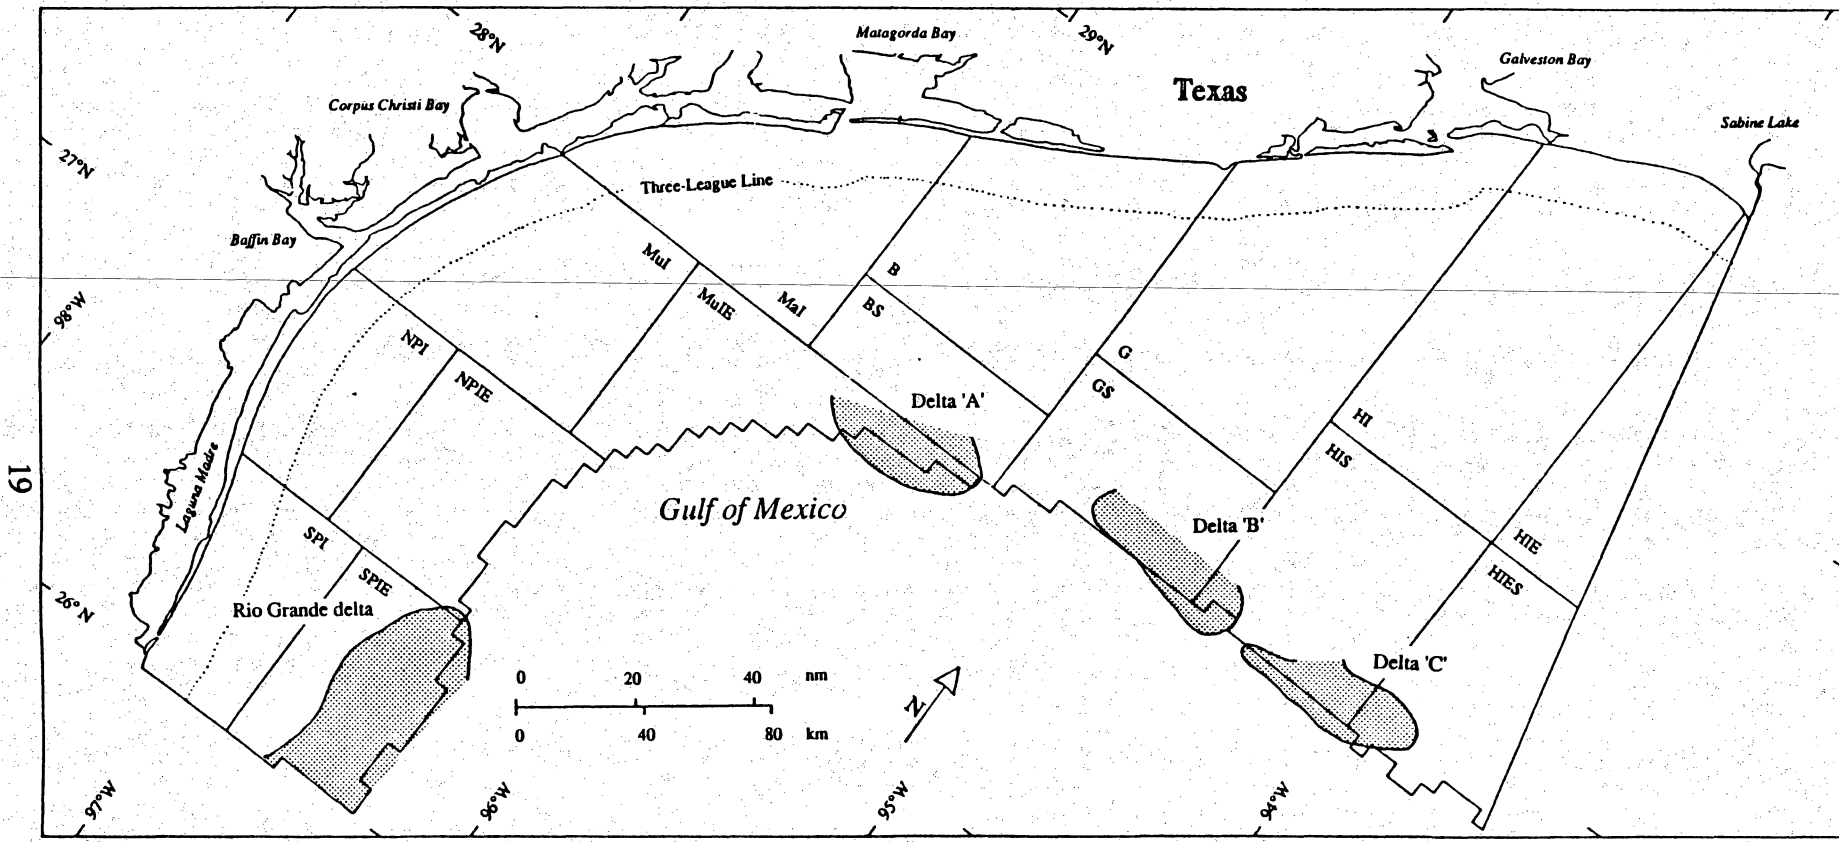 28°N
Matagorda Bay
29°N
Galveston Bay
Texas
Corpus Christi Bay
Sabine Lake
27°N
Three-League Line
Baffin Bay
MuI
B
98°W
MuIE
MaI
BS
NPI
G
NPIE
GS
Delta 'A'
HI
Laguna Madre
HIS
19
Gulf of Mexico
Delta 'B'
SPI
HIE
SPIE
HIES
26°N
Rio Grande delta
Delta 'C'
0 20 40 nm
N
0 40 80 km
97°W
96°W
95°W
94°W